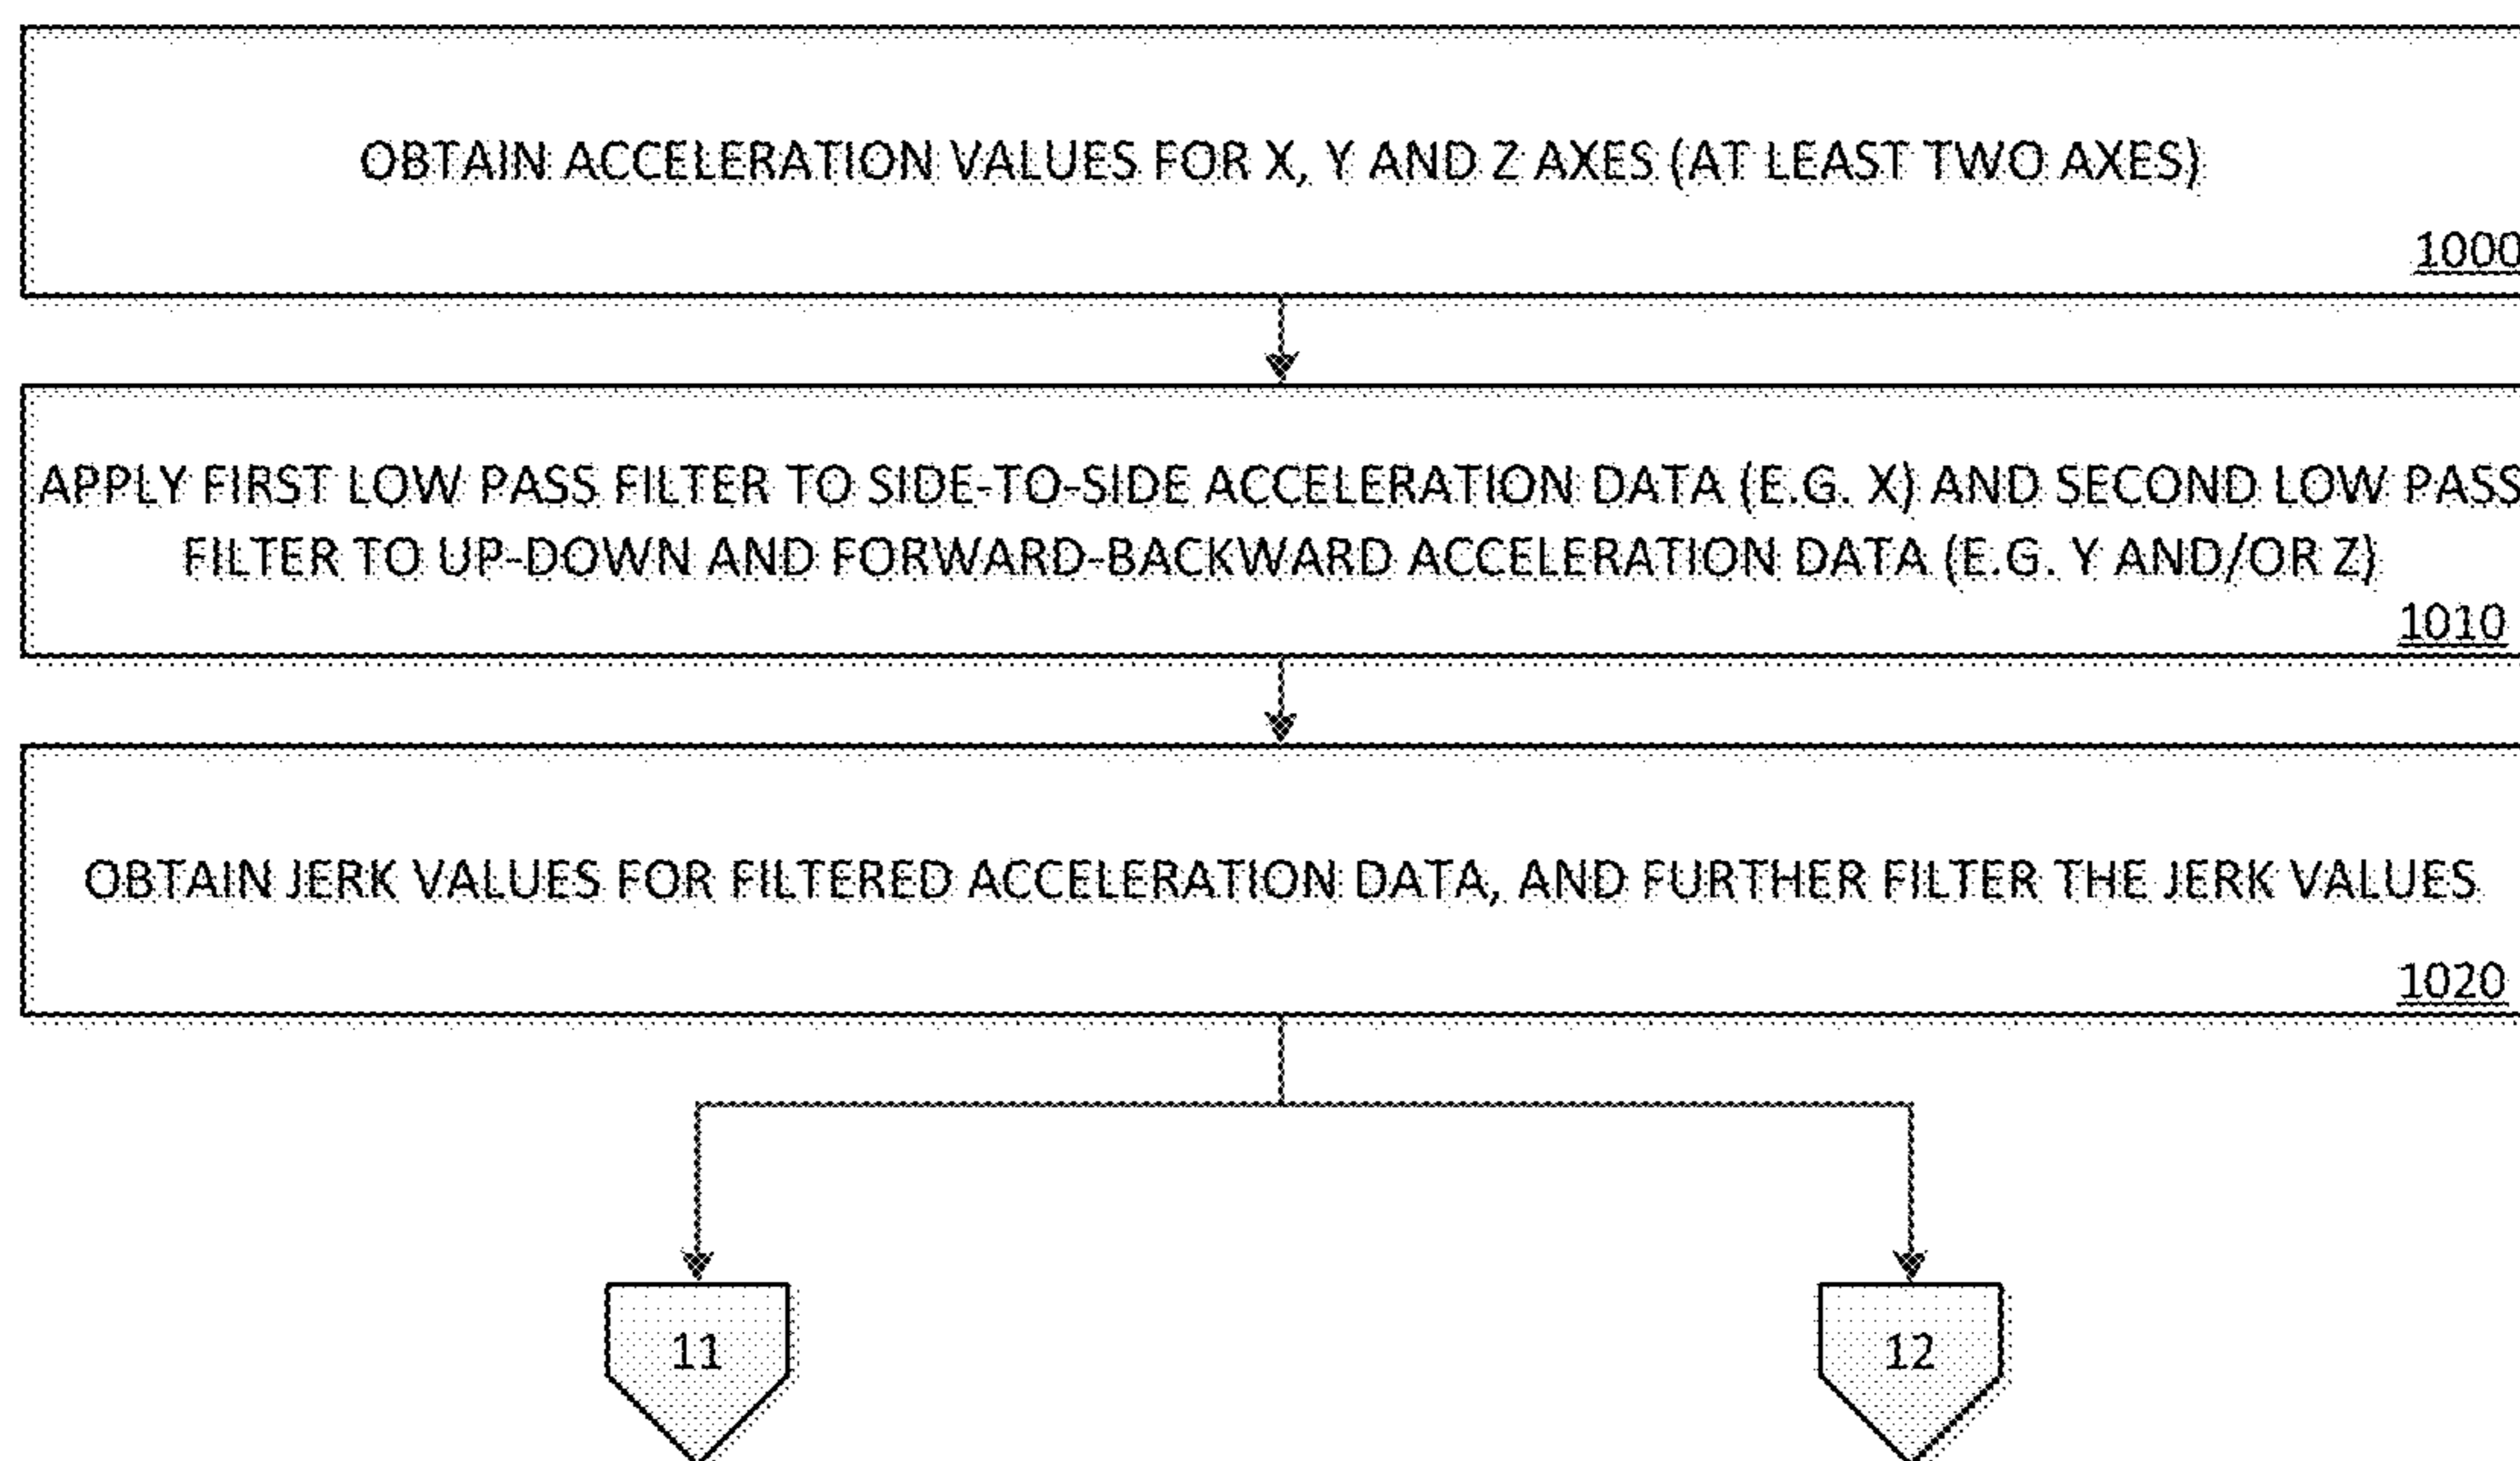 OBTAIN ACCELERATION VALUES FOR X, Y AND Z AXES (AT LEAST TWO AXES)
1000
APPLY FIRST LOW PASS FILTER TO SIDE-TO-SIDE ACCELERATION DATA (E.G. X) AND SECOND LOW PASS
FILTER TO UP-DOWN AND FORWARD-BACKWARD ACCELERATION DATA (E.G. Y AND/OR Z)
1010
OBTAIN JERK VALUES FOR FILTERED ACCELERATION DATA, AND FURTHER FILTER THE JERK VALUES
1020
11
12